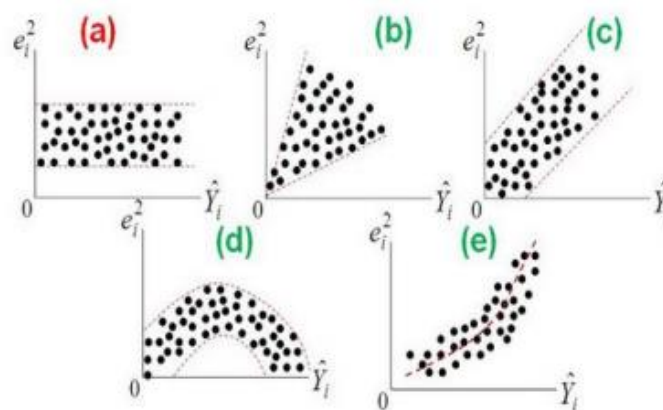 (a) (b) (c)
e_i^2 e_i^2 e_i^2
0 2 Ŷ_i 0 Ŷ_i 0 Y
e_i^2 (d) e_i^2 (e)
0 Ŷ_i 0 Ŷ_i